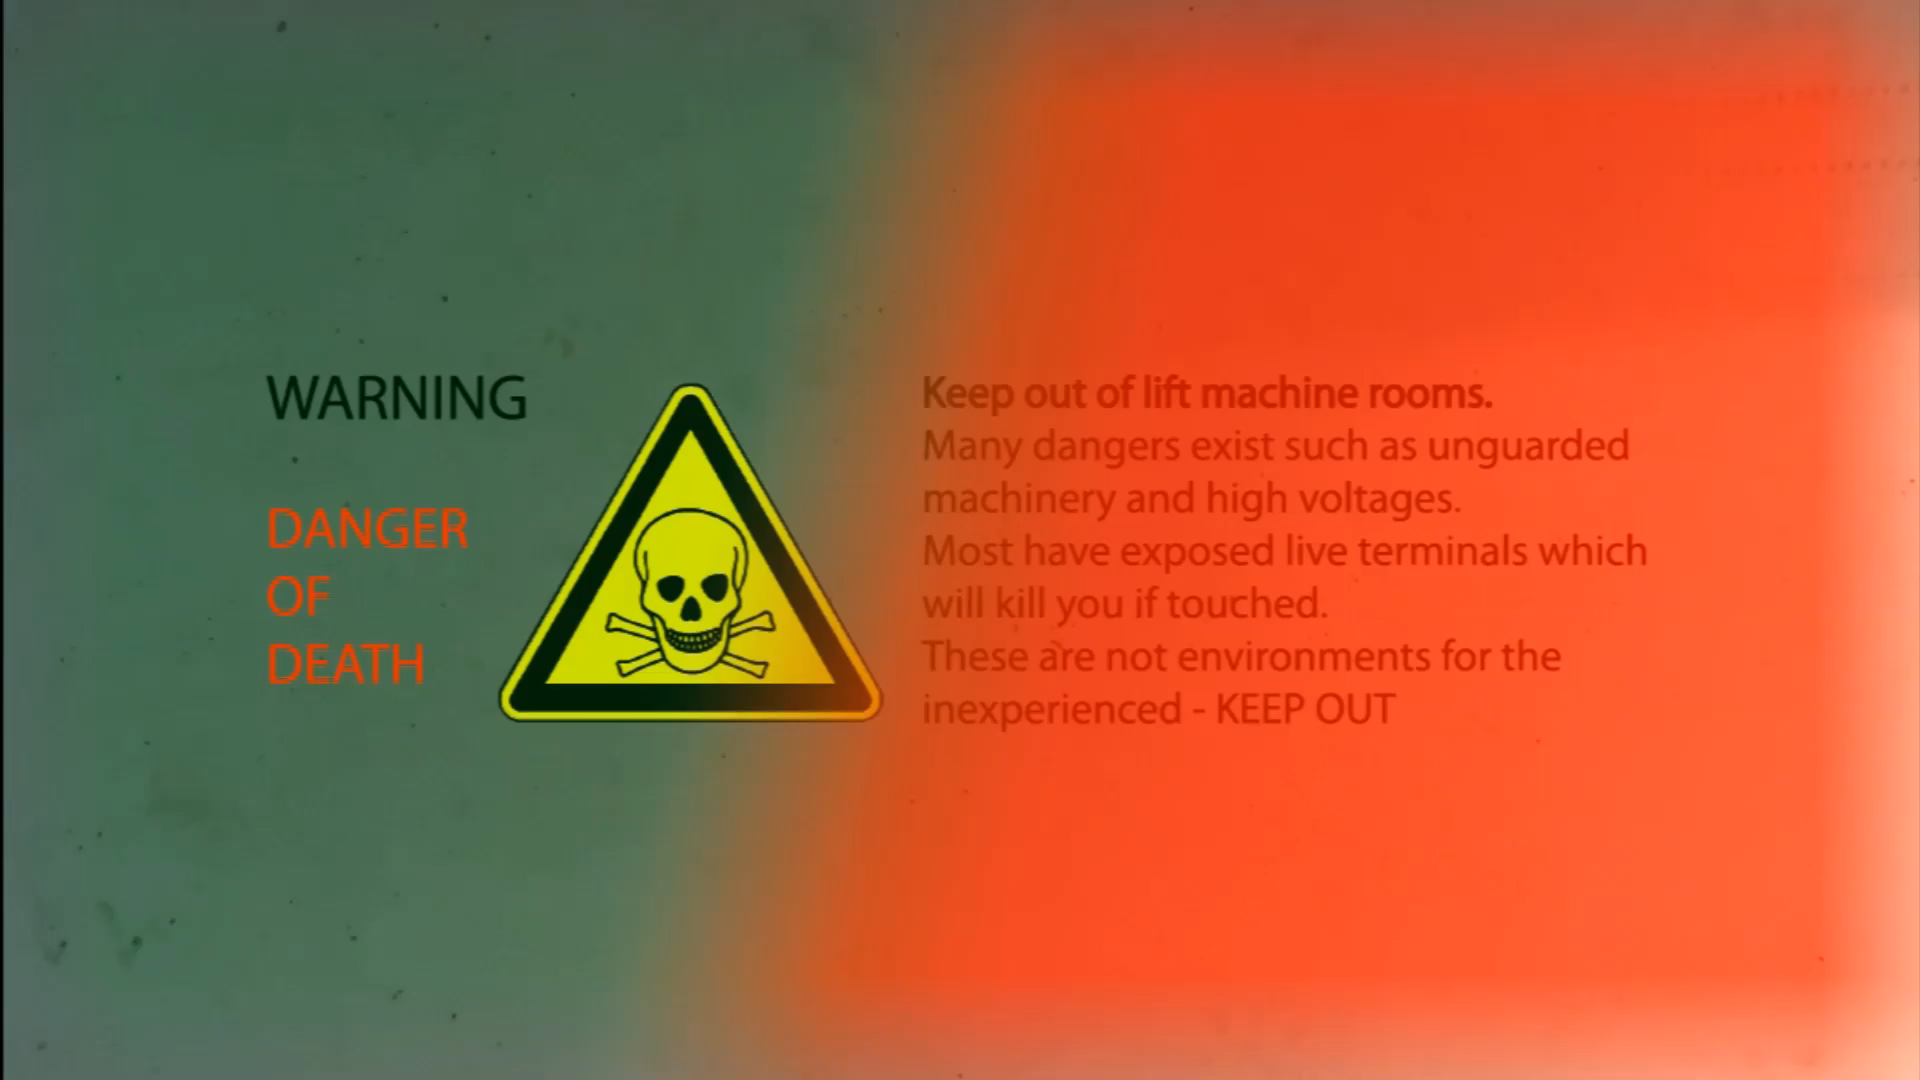 WARNING
DANGER
OF
DEATH
Keep out of lift machine rooms.
Many dangers exist such as unguarded
machinery and high voltages.
Most have exposed live terminals which
will kill you if touched.
These are not environments for the
inexperienced - KEEP OUT